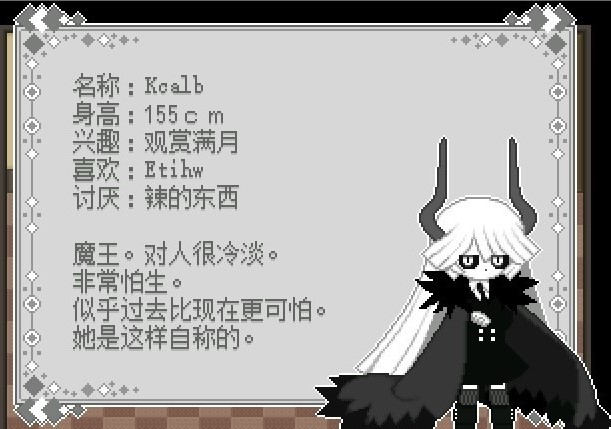 名称：Kcalb
身高：155ｃｍ
兴趣：观赏满月
喜欢：Etihw
讨厌：辣的东西
魔王。对人很冷淡。
非常怕生。
似乎过去比现在更可怕。
她是这样自称的。